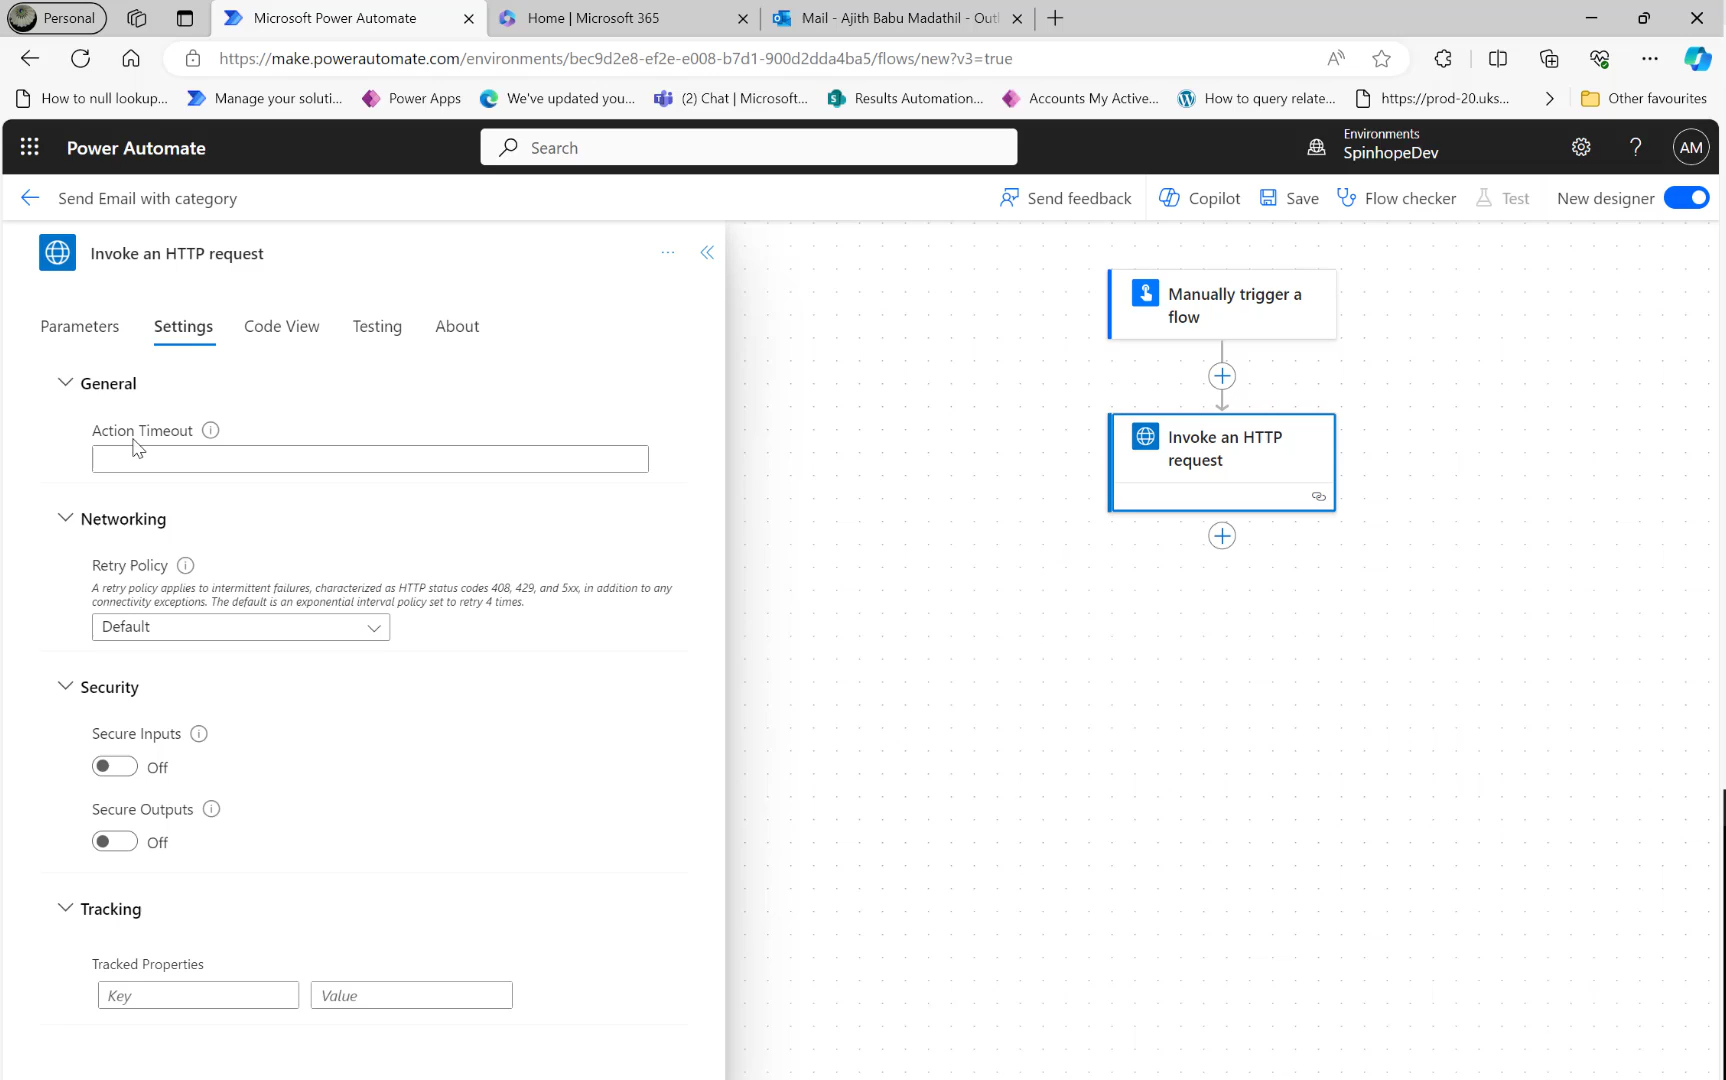 Personal
Microsoft Power Automate
Home | Microsoft 365
Mail - Ajith Babu Madathil - Outl
https://make.powerautomate.com/environments/bec9d2e8-ef2e-e008-b7d1-900d2dda4ba5/flows/new?v3=true
How to null lookup...
Manage your soluti...
Power Apps
We've updated you...
(2) Chat | Microsoft...
Results Automation...
Accounts My Active...
How to query relate...
https://prod-20.uks...
Other favourites
Power Automate
Search
Environments
SpinhopeDev
?
AM
Send Email with category
Send feedback
Copilot
Save
Flow checker
Test
New designer
Invoke an HTTP request
Parameters
Settings
Code View
Testing
About
General
Action Timeout
Networking
Retry Policy
A retry policy applies to intermittent failures, characterized as HTTP status codes 408, 429, and 5xx, in addition to any
connectivity exceptions. The default is an exponential interval policy set to retry 4 times.
Default
Security
Secure Inputs
Off
Secure Outputs
Off
Tracking
Tracked Properties
Key
Value
Manually trigger a
flow
Invoke an HTTP
request